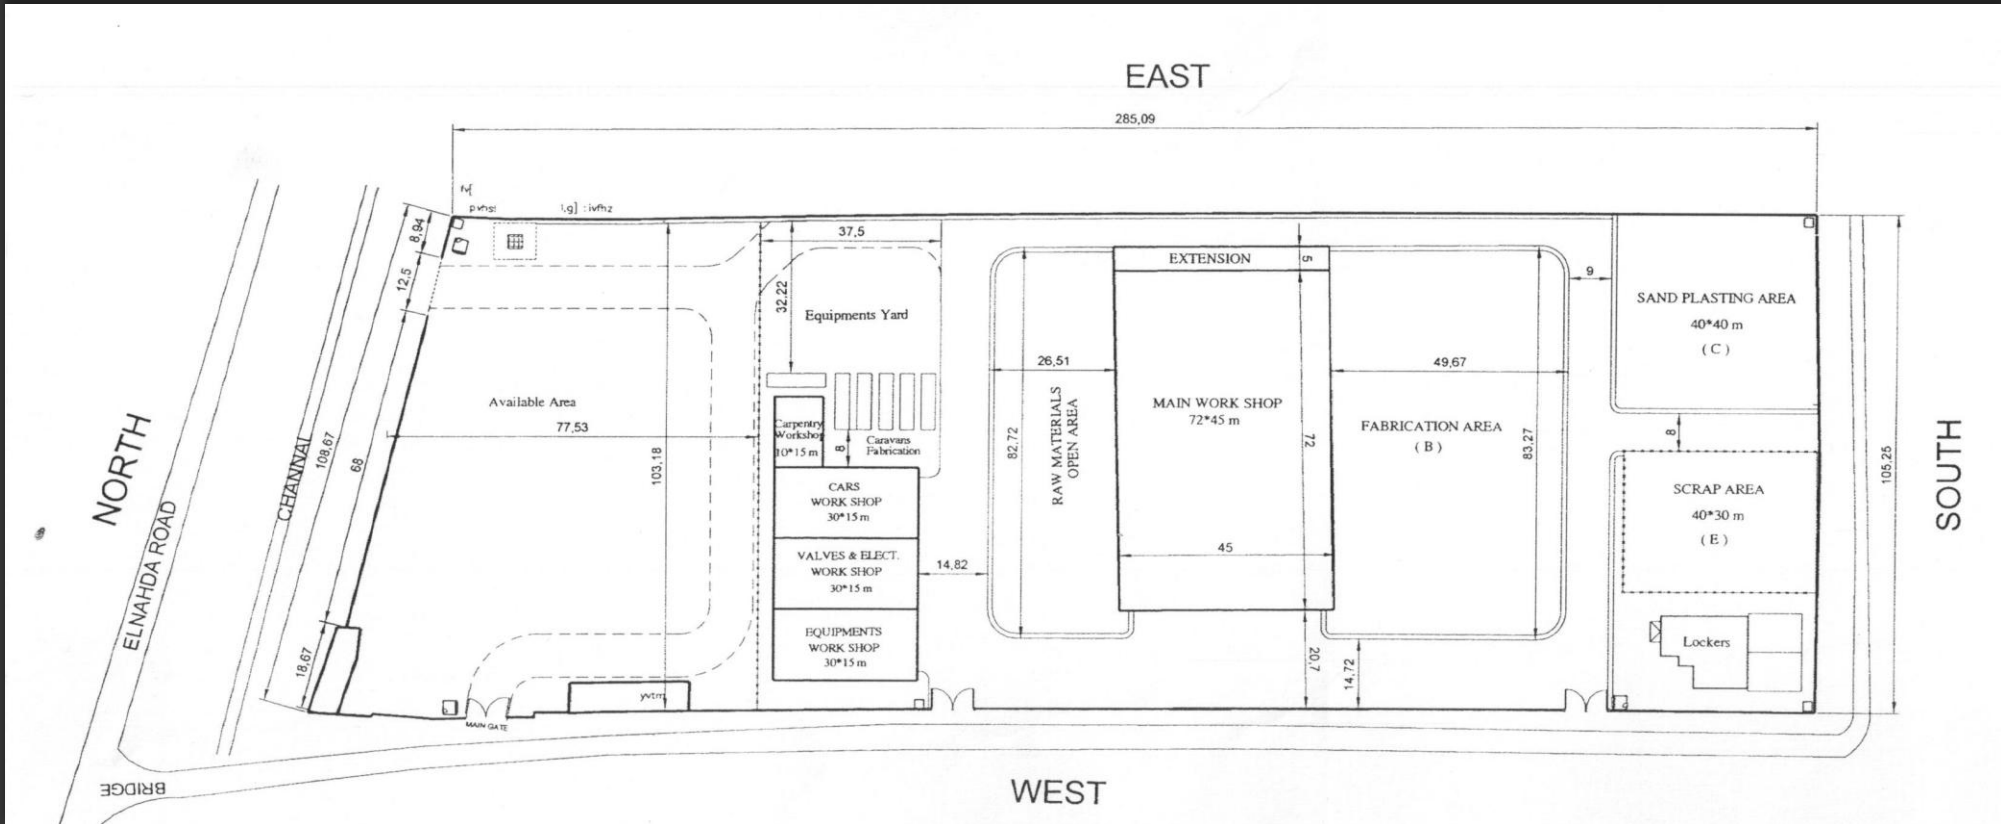 EAST
285,09
pvhs!
l,g] : ivfhz
8,94
12,5
108,67
68
18,67
NORTH
ELNAHDA ROAD
CHANNAL
BRIDGE
Available Area
77,53
103,18
MAIN GATE
yvtm
37,5
32,22
Equipments Yard
Carpentry
Workshop
10*15 m
8
Caravans
Fabrication
CARS
WORK SHOP
30*15 m
VALVES & ELECT.
WORK SHOP
30*15 m
EQUIPMENTS
WORK SHOP
30*15 m
14,82
26,51
82,72
RAW MATERIALS
OPEN AREA
EXTENSION
5
MAIN WORK SHOP
72*45 m
72
45
20,7
14,72
49,67
FABRICATION AREA
( B )
83,27
9
SAND PLASTING AREA
40*40 m
( C )
8
SCRAP AREA
40*30 m
( E )
Lockers
105,25
SOUTH
WEST